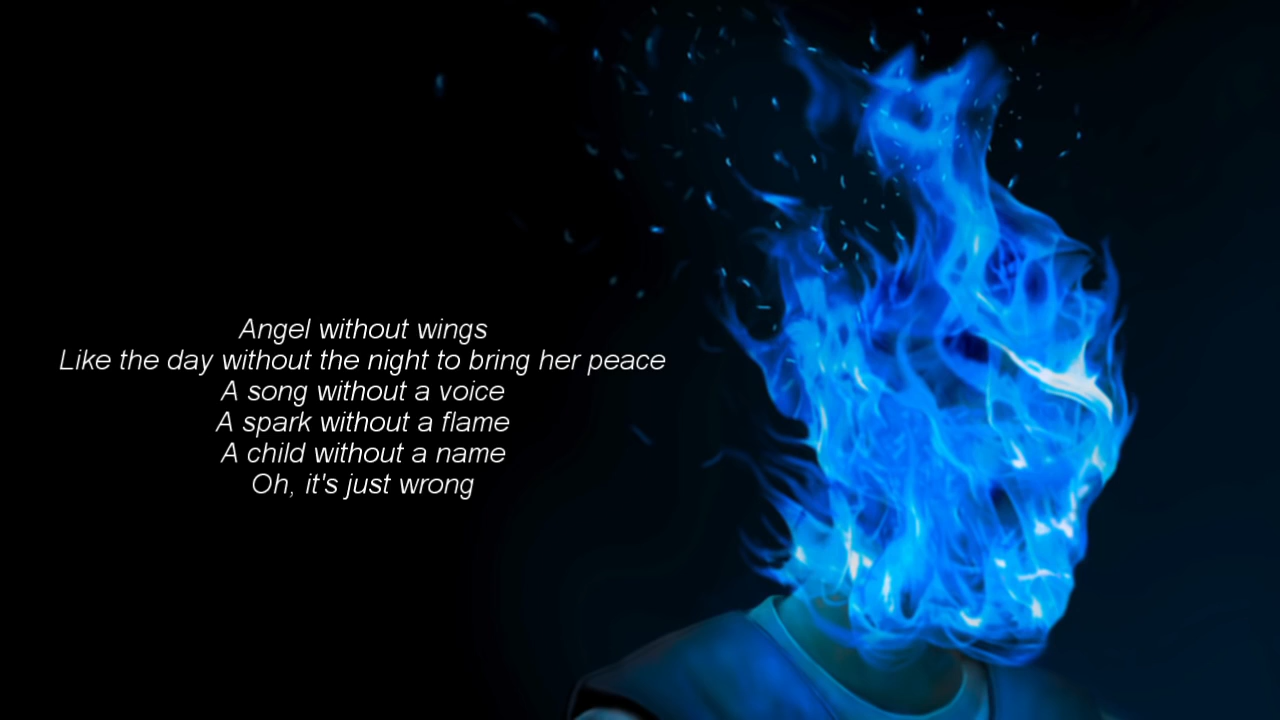 Angel without wings
Like the day without the night to bring her peace
A song without a voice
A spark without a flame
A child without a name
Oh, it's just wrong